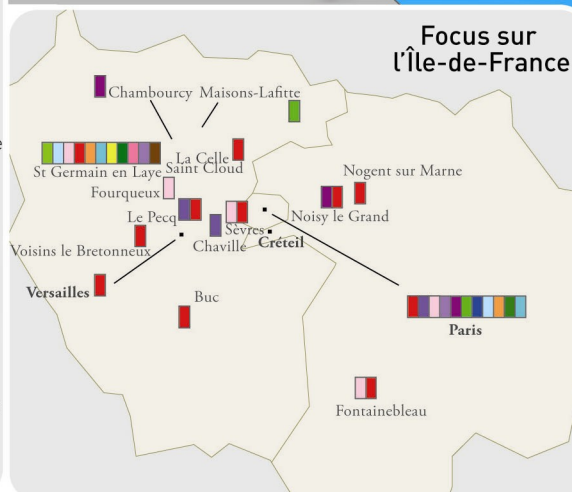 Focus sur
l'Île-de-France
Chambourcy
Maisons-Lafitte
La Celle
Saint Cloud
St Germain en Laye
Fourqueux
Nogent sur Marne
Le Pecq
Sèvres
Noisy le Grand
Chaville
Créteil
Voisins le Bretonneux
Versailles
Buc
Paris
Fontainebleau